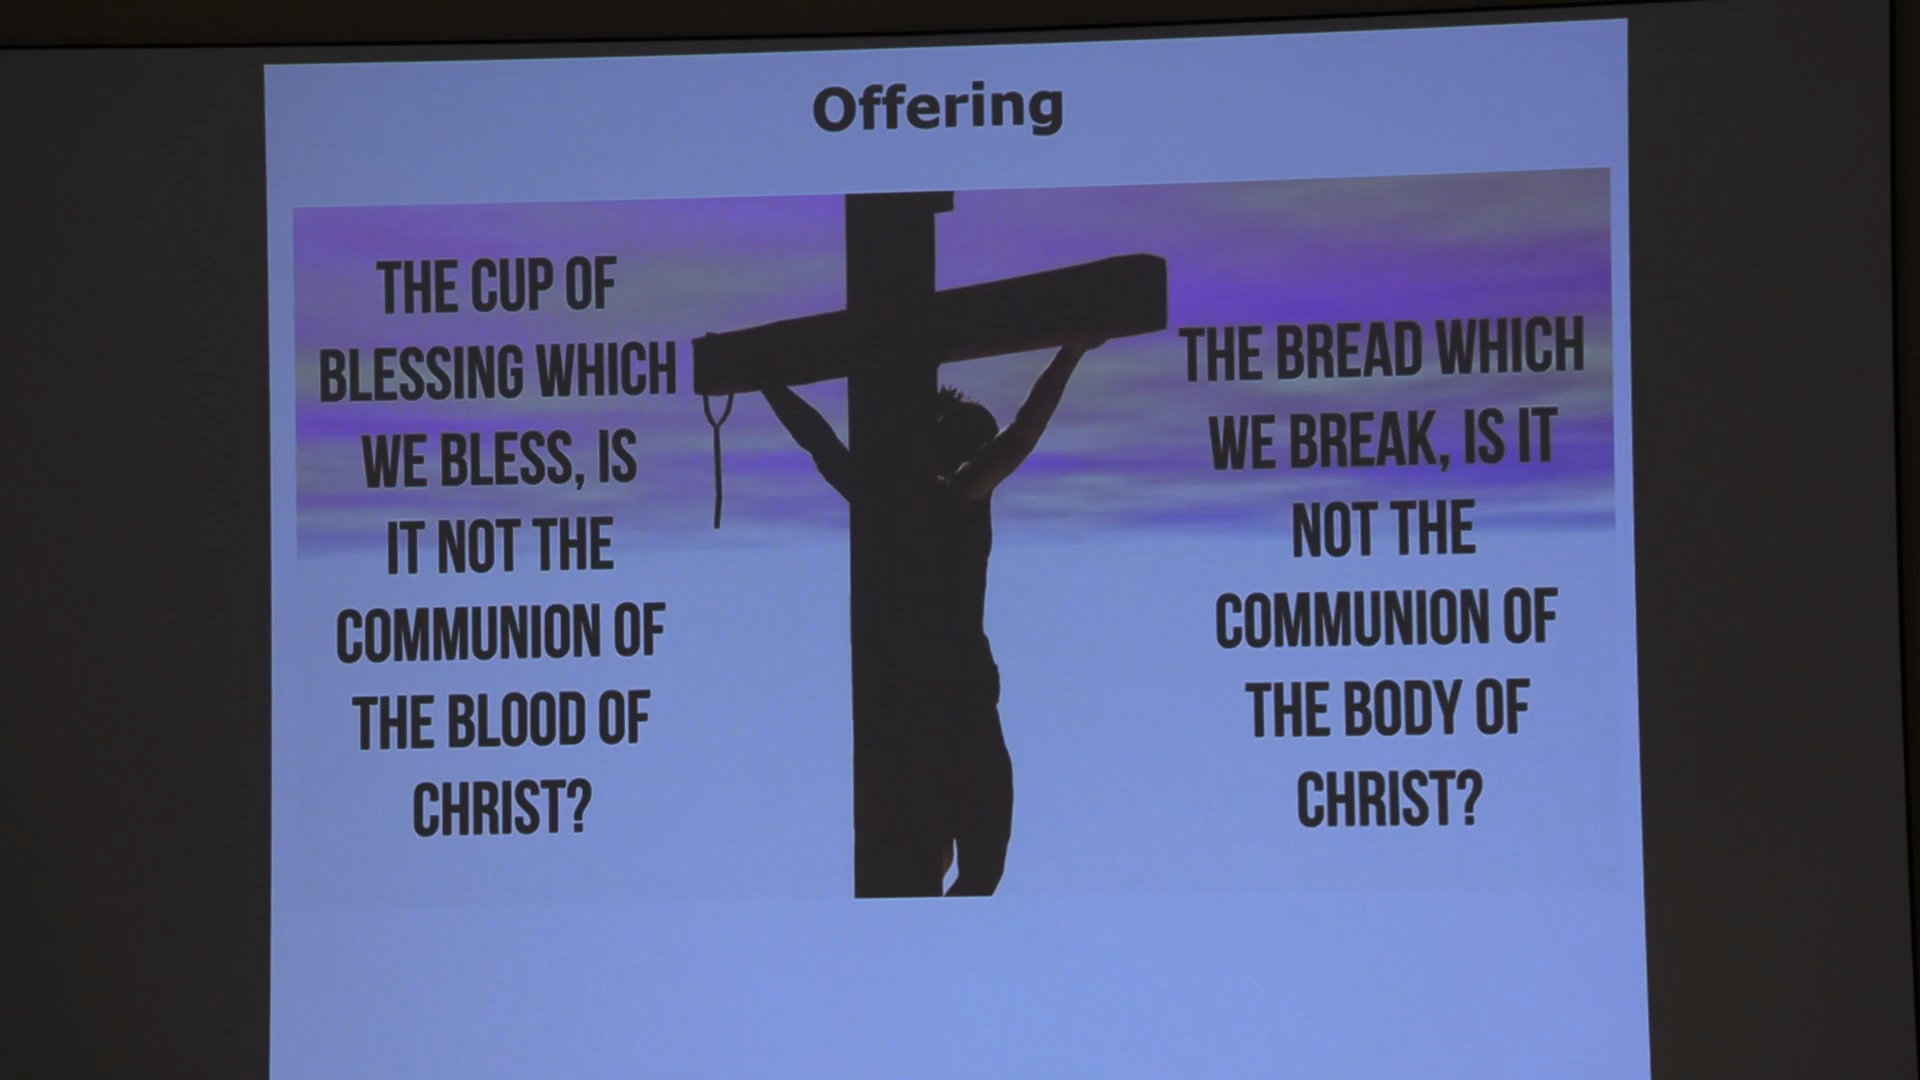 Offering
THE CUP OF
BLESSING WHICH
WE BLESS, IS
IT NOT THE
COMMUNION OF
THE BLOOD OF
CHRIST?
THE BREAD WHICH
WE BREAK, IS IT
NOT THE
COMMUNION OF
THE BODY OF
CHRIST?